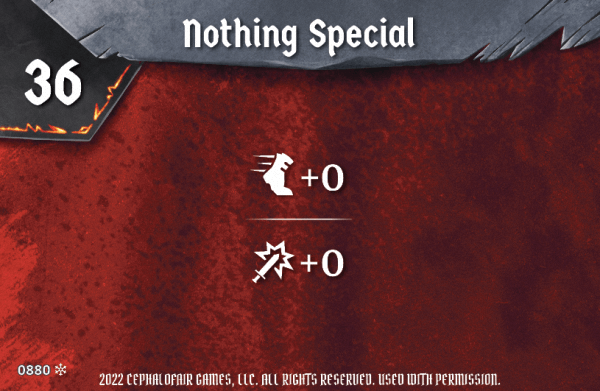 Nothing Special
36
+0
+0
0880
2022 CEPHALOFAIR GAMES, LLC. ALL RIGHTS RESERVED. USED WITH PERMISSION.